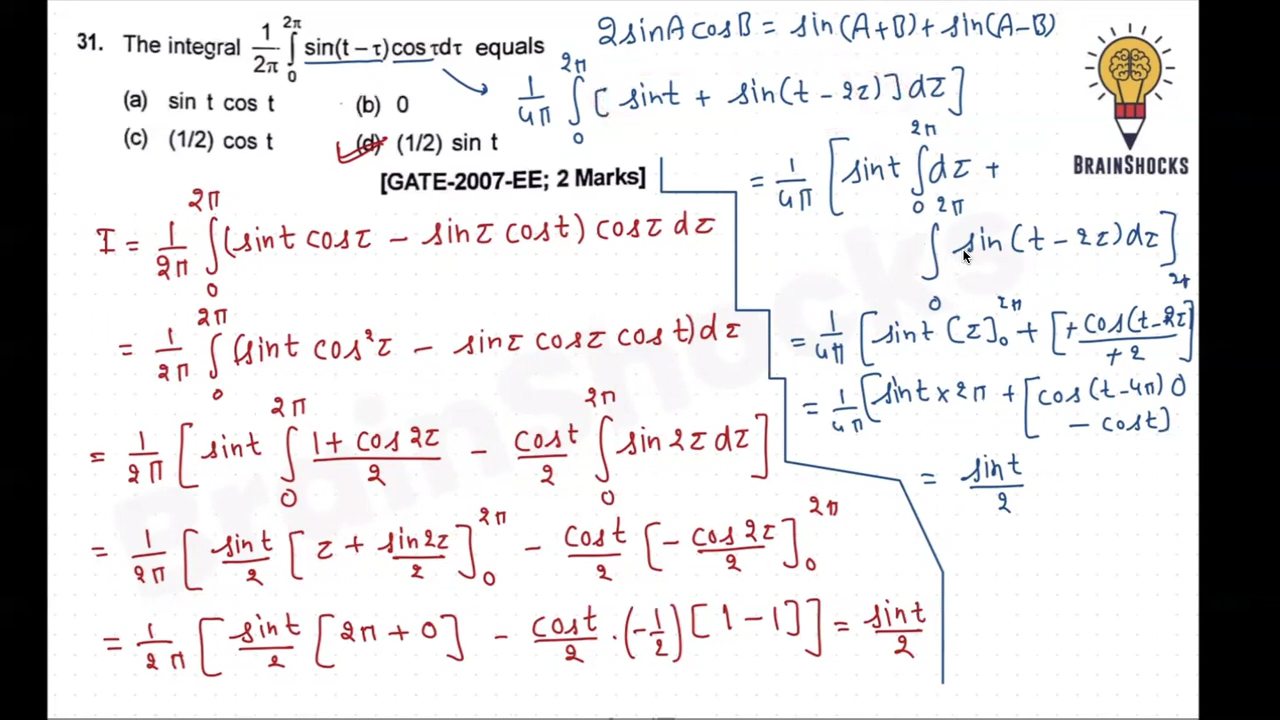 31. The integral 1/2π ∫₀^2π sin(t – τ)cos τdτ equals
(a) sin t cos t (b) 0
(c) (1/2) cos t (d) (1/2) sin t
[GATE-2007-EE; 2 Marks]
I = 1/2π ∫₀^2π (sint cosτ – sinτ cost) cosτ dτ
= 1/2π ∫₀^2π (sint cos²τ – sinτ cosτ cost) dτ
= 1/2π [ sint ∫₀^2π (1 + cos2τ)/2 – cost/2 ∫₀^2π sin2τ dτ ]
= 1/2π [ sint/2 [ τ + sin2τ/2 ]₀^2π – cost/2 [ – cos2τ/2 ]₀^2π
= 1/2π [ sint/2 [ 2π + 0 ] – cost/2 · (–1/2) [ 1 – 1 ] ] = sint/2
2sinAcosB = sin(A+B) + sin(A–B)
1/4π ∫₀^2π [ sint + sin(t – 2τ) ] dτ ]
= 1/4π [ sint ∫₀^2π dτ +
∫₀^2π sin(t – 2τ) dτ ]
= 1/4π [ sint [τ]₀^2π + [ +cos(t–2τ)/+2 ]^2π
= 1/4π [ sint × 2π + [ cos(t–4π) 0
– cost ]
= sint/2
BRAINSHOCKS
BrainShocks